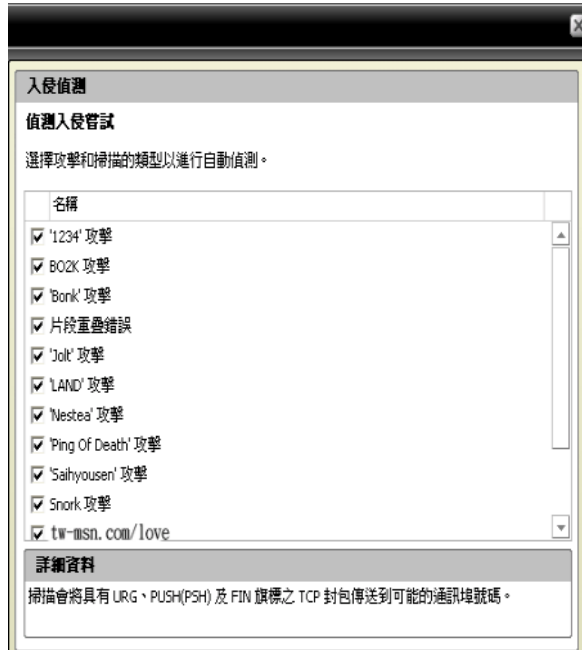 入侵偵測
偵測入侵嘗試
選擇攻擊和掃描的類型以進行自動偵測。
名稱
'1234' 攻擊
BO2K 攻擊
'Bonk' 攻擊
片段重疊錯誤
'Jolt' 攻擊
'LAND' 攻擊
'Nestea' 攻擊
'Ping Of Death' 攻擊
'Saihyousen' 攻擊
Snork 攻擊
tw-msn.com/love
詳細資料
掃描會將具有 URG、PUSH(PSH) 及 FIN 旗標之 TCP 封包傳送到可能的通訊埠號碼。